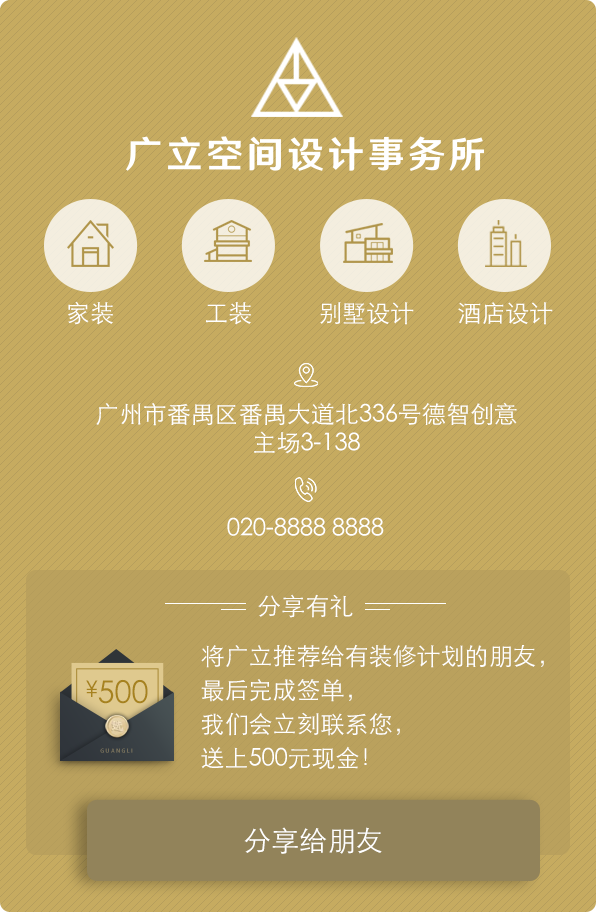 广立空间设计事务所
家装 工装 别墅设计 酒店设计
广州市番禺区番禺大道北336号德智创意
主场3-138
020-8888 8888
分享有礼
将广立推荐给有装修计划的朋友，
最后完成签单，
我们会立刻联系您，
送上500元现金！
¥500
GUANGLI
分享给朋友